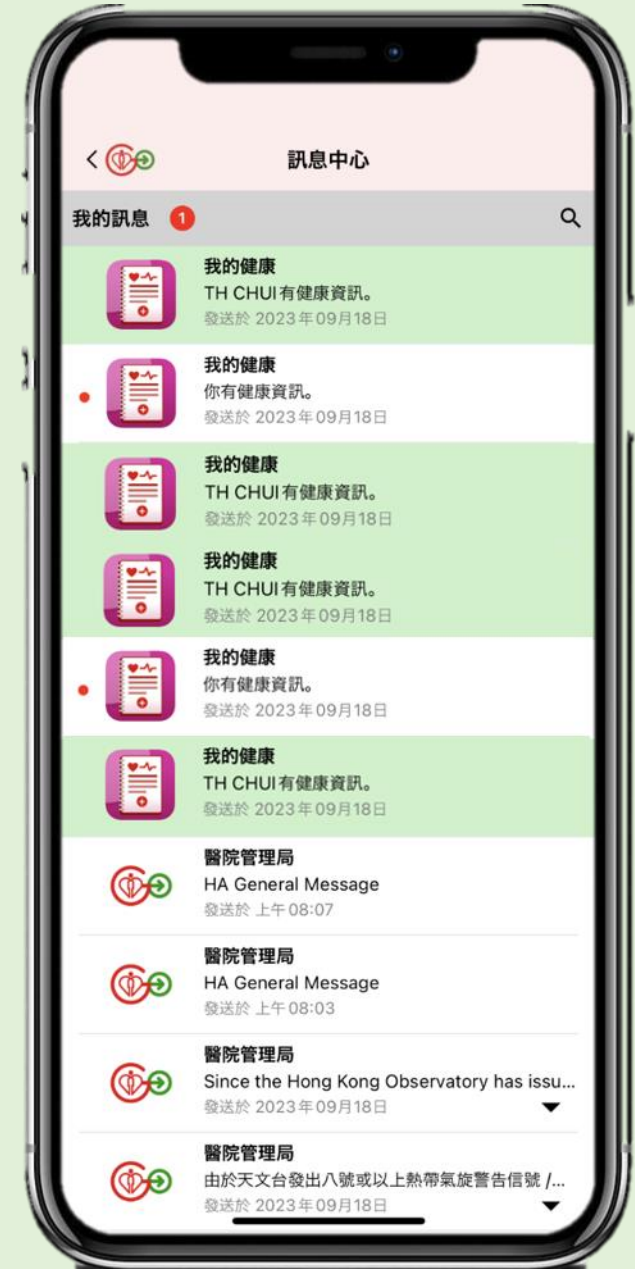 訊息中心
我的訊息 1
我的健康
TH CHUI有健康資訊。
發送於 2023年09月18日
我的健康
你有健康資訊。
發送於 2023年09月18日
我的健康
TH CHUI有健康資訊。
發送於 2023年09月18日
我的健康
TH CHUI有健康資訊。
發送於 2023年09月18日
我的健康
你有健康資訊。
發送於 2023年09月18日
我的健康
TH CHUI有健康資訊。
發送於 2023年09月18日
醫院管理局
HA General Message
發送於 上午08:07
醫院管理局
HA General Message
發送於 上午08:03
醫院管理局
Since the Hong Kong Observatory has issu...
發送於 2023年09月18日
醫院管理局
由於天文台發出八號或以上熱帶氣旋警告信號 /...
發送於 2023年09月18日